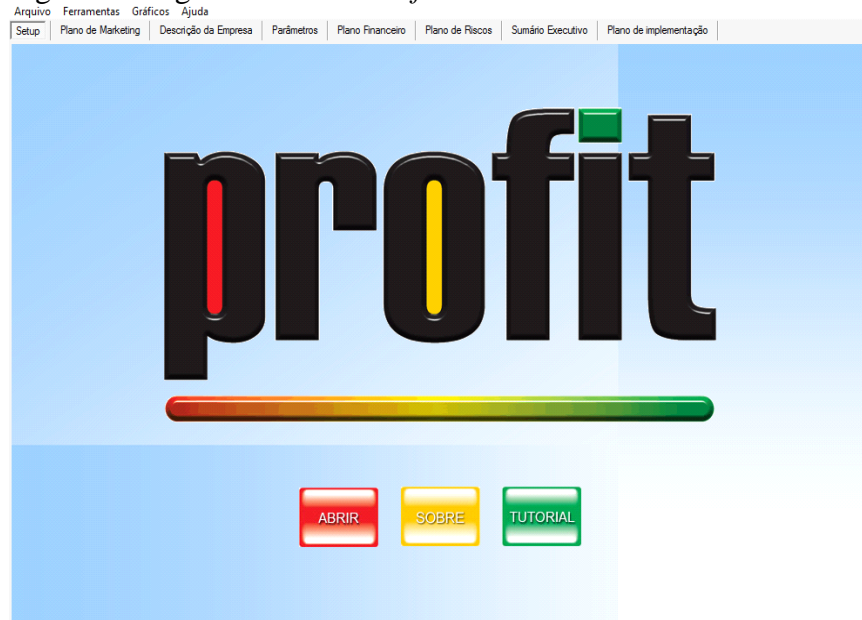 Arquivo Ferramentas Gráficos Ajuda
Setup Plano de Marketing Descrição da Empresa Parâmetros Plano Financeiro Plano de Riscos Sumário Executivo Plano de implementação
profit
ABRIR SOBRE TUTORIAL